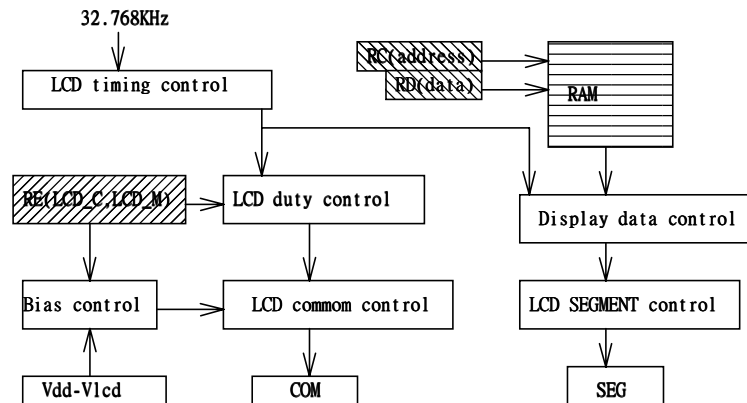 32.768KHz
RC(address)
LCD timing control
RD(data)
RAM
RE(LCD_C,LCD_M)
LCD duty control
Display data control
Bias control
LCD commom control
LCD SEGMENT control
Vdd-Vlcd
COM
SEG